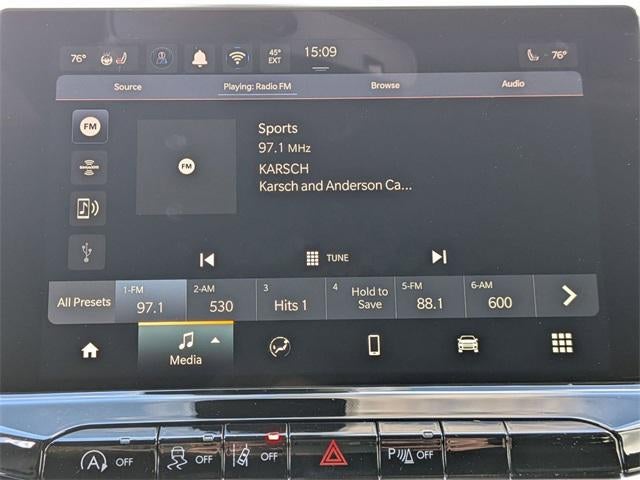 76° 45° EXT 15:09 76°
Source Playing: Radio FM Browse Audio
FM
Sports
97.1 MHz
FM
KARSCH
Karsch and Anderson Ca...
TUNE
All Presets
1-FM
97.1
2-AM
530
3
Hits 1
4
Hold to
Save
5-FM
88.1
6-AM
600
Media
A OFF
OFF
OFF
P OFF